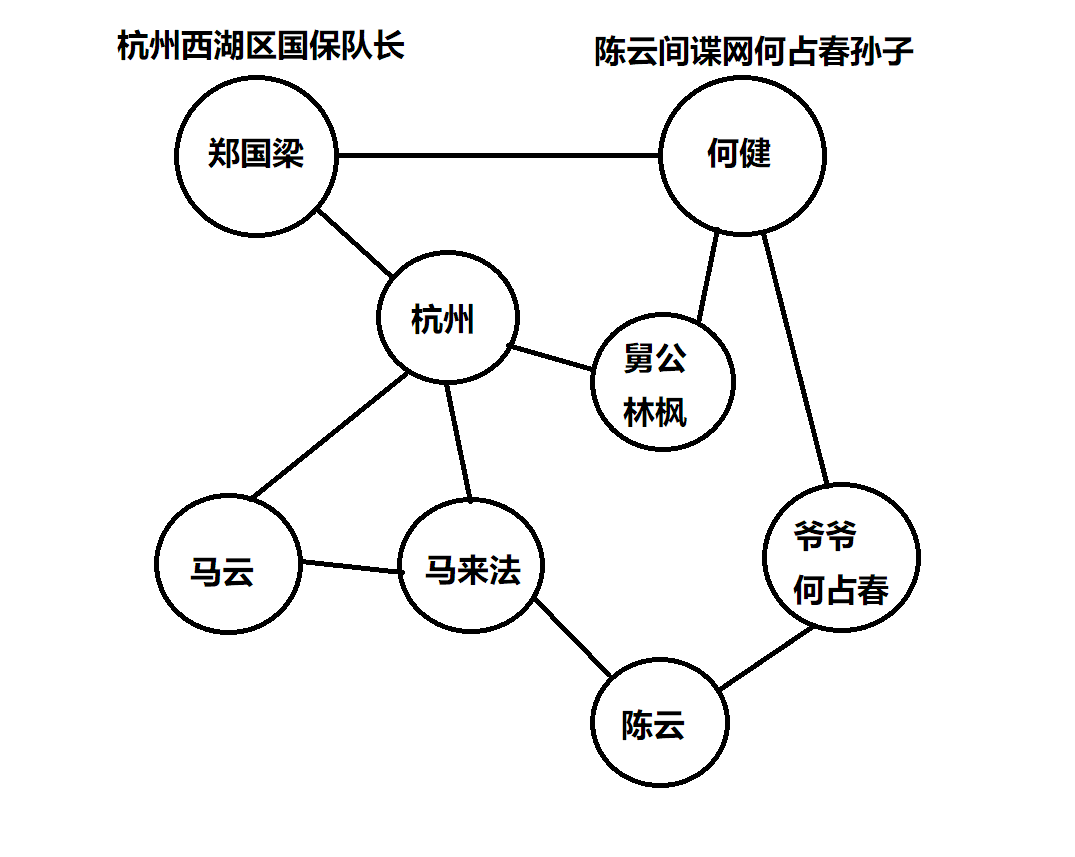 杭州西湖区国保队长
陈云间谍网何占春孙子
郑国梁
何健
杭州
舅公
林枫
马云
马来法
爷爷
何占春
陈云